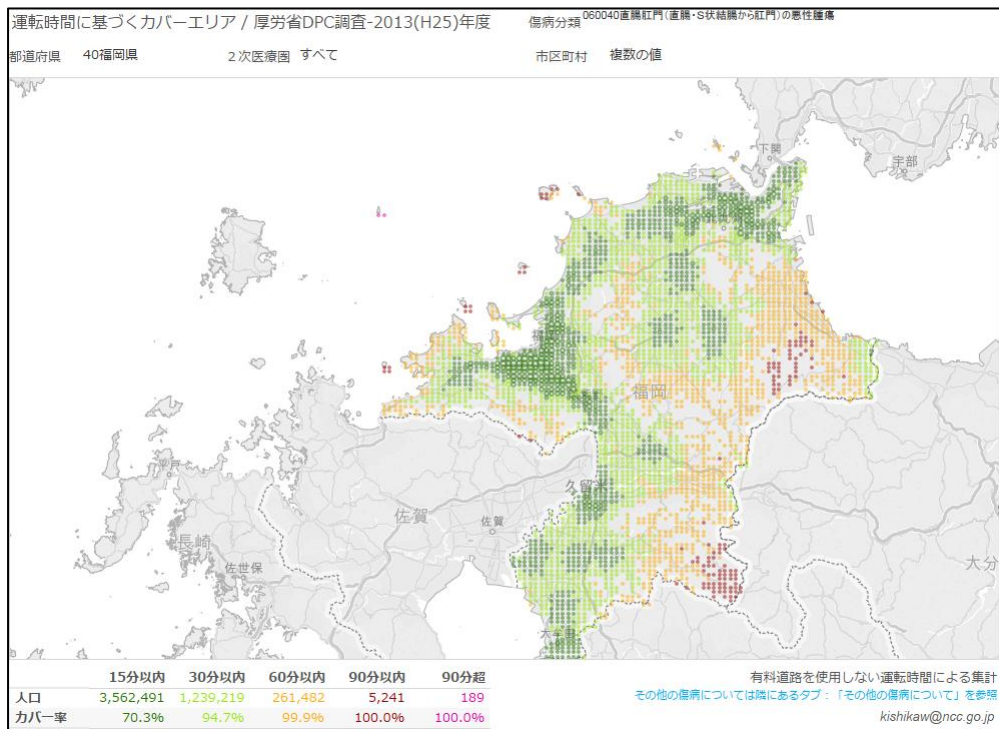 運転時間に基づくカバーエリア / 厚労省DPC調査-2013(H25)年度 傷病分類 060040直腸肛門(直腸・S状結腸から肛門)の悪性腫瘍
都道府県 40福岡県 2次医療圏 すべて 市区町村 複数の値
下関
宇部
福岡
久留
平戸
佐賀
佐賀
長崎
佐世保
大分
大牟田
15分以内 30分以内 60分以内 90分以内 90分超
人口 3,562,491 1,239,219 261,482 5,241 189
カバー率 70.3% 94.7% 99.9% 100.0% 100.0%
有料道路を使用しない運転時間による集計
その他の傷病については隣にあるタブ：「その他の傷病について」を参照
kishikaw@ncc.go.jp